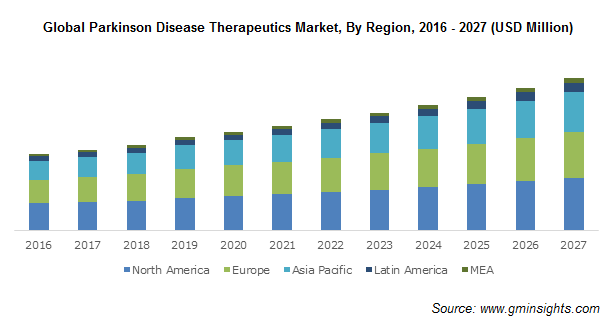 Global Parkinson Disease Therapeutics Market, By Region, 2016 - 2027 (USD Million)
2016 2017 2018 2019 2020 2021 2022 2023 2024 2025 2026 2027
North America Europe Asia Pacific Latin America MEA
Source: www.gminsights.com